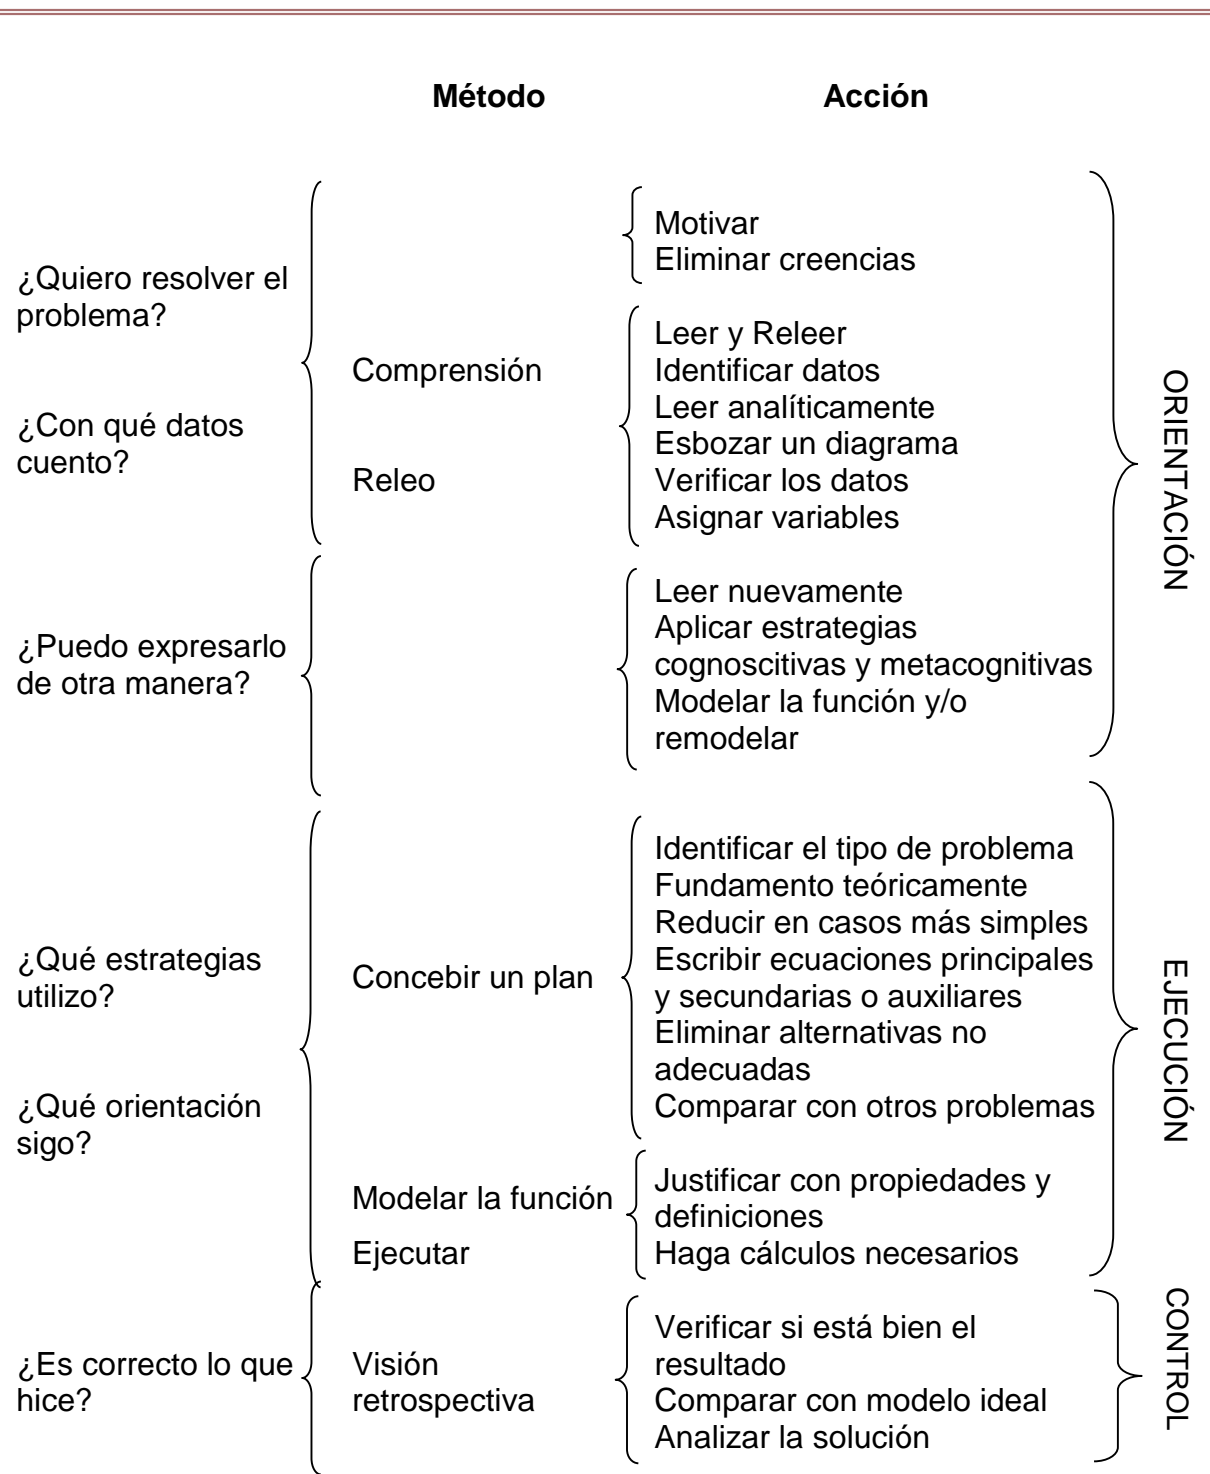 Método Acción
Motivar
Eliminar creencias
¿Quiero resolver el
problema?
Leer y Releer
Comprensión
Identificar datos
Leer analíticamente
¿Con qué datos
cuento?
Esbozar un diagrama
Releo
Verificar los datos
Asignar variables
ORIENTACIÓN
Leer nuevamente
Aplicar estrategias
¿Puedo expresarlo
de otra manera?
cognoscitivas y metacognitivas
Modelar la función y/o
remodelar
Identificar el tipo de problema
Fundamento teóricamente
Reducir en casos más simples
¿Qué estrategias
utilizo?
Concebir un plan
Escribir ecuaciones principales
y secundarias o auxiliares
Eliminar alternativas no
adecuadas
¿Qué orientación
sigo?
Comparar con otros problemas
EJECUCIÓN
Modelar la función
Justificar con propiedades y
definiciones
Ejecutar
Haga cálculos necesarios
¿Es correcto lo que
hice?
Visión
retrospectiva
Verificar si está bien el
resultado
Comparar con modelo ideal
Analizar la solución
CONTROL